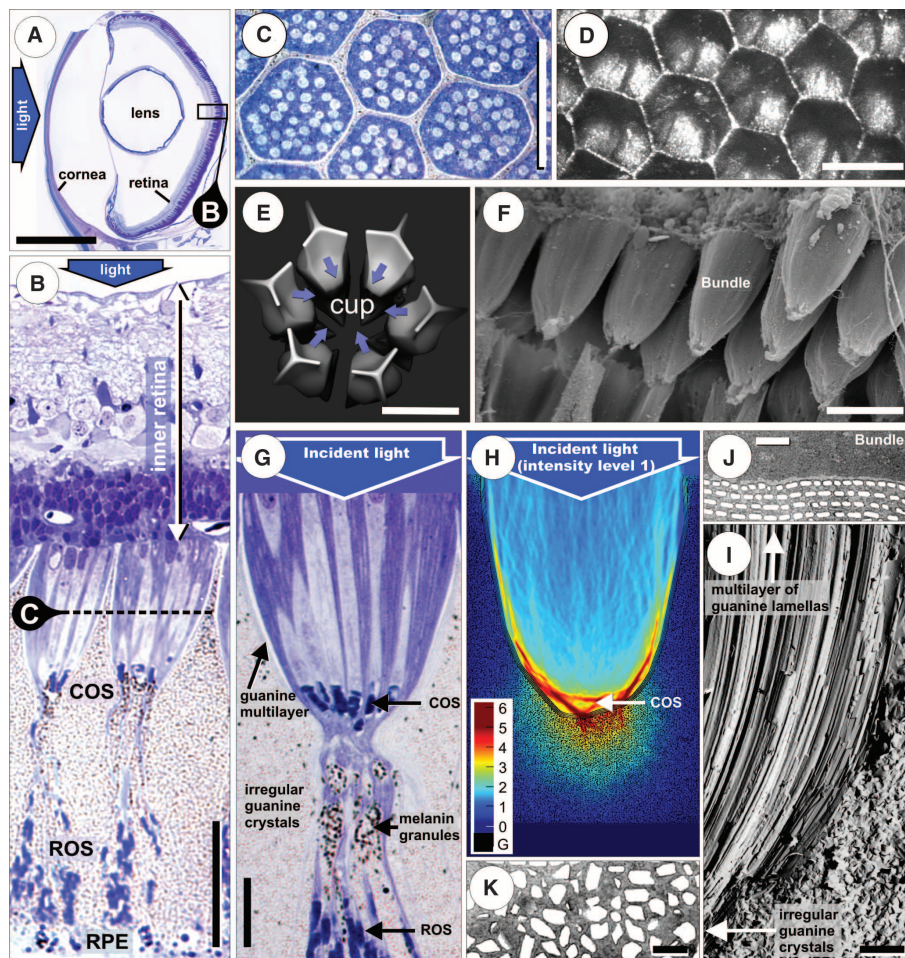 A
light
lens
cornea
retina
B
B
light
inner retina
C
COS
ROS
RPE
C
D
E
cup
F
Bundle
G
Incident light
guanine
multilayer
COS
irregular
guanine
crystals
melanin
granules
ROS
H
Incident light
(intensity level 1)
COS
6
5
4
3
2
1
0
G
K
J
Bundle
I
multilayer of
guanine lamellas
irregular
guanine
crystals